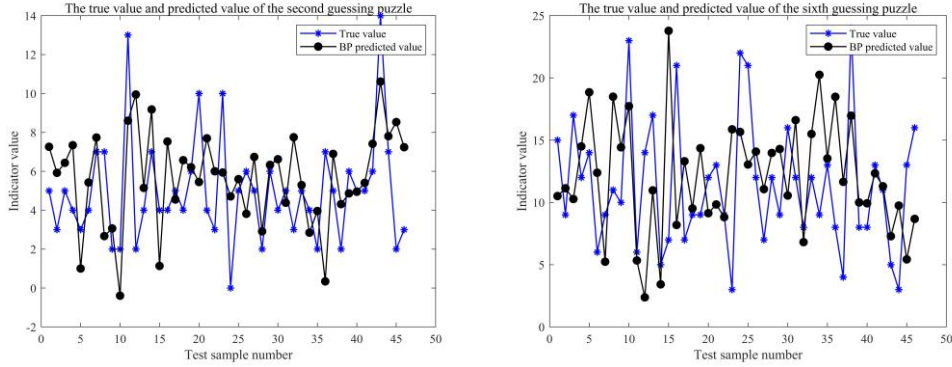 The true value and predicted value of the second guessing puzzle
14
12
10
8
6
4
2
0
-2
Indicator value
True value
BP predicted value
0 5 10 15 20 25 30 35 40 45 50
Test sample number
The true value and predicted value of the sixth guessing puzzle
25
20
15
10
5
0
Indicator value
True value
BP predicted value
0 5 10 15 20 25 30 35 40 45 50
Test sample number